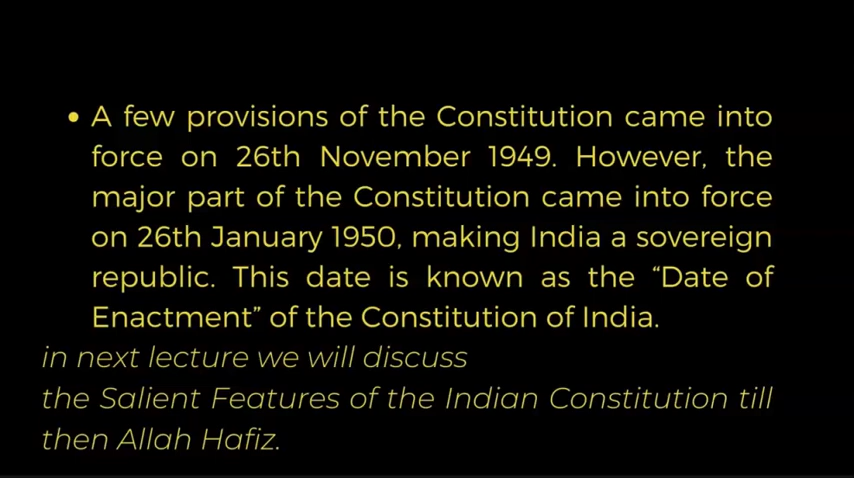 • A few provisions of the Constitution came into
force on 26th November 1949. However, the
major part of the Constitution came into force
on 26th January 1950, making India a sovereign
republic. This date is known as the “Date of
Enactment” of the Constitution of India.
in next lecture we will discuss
the Salient Features of the Indian Constitution till
then Allah Hafiz.